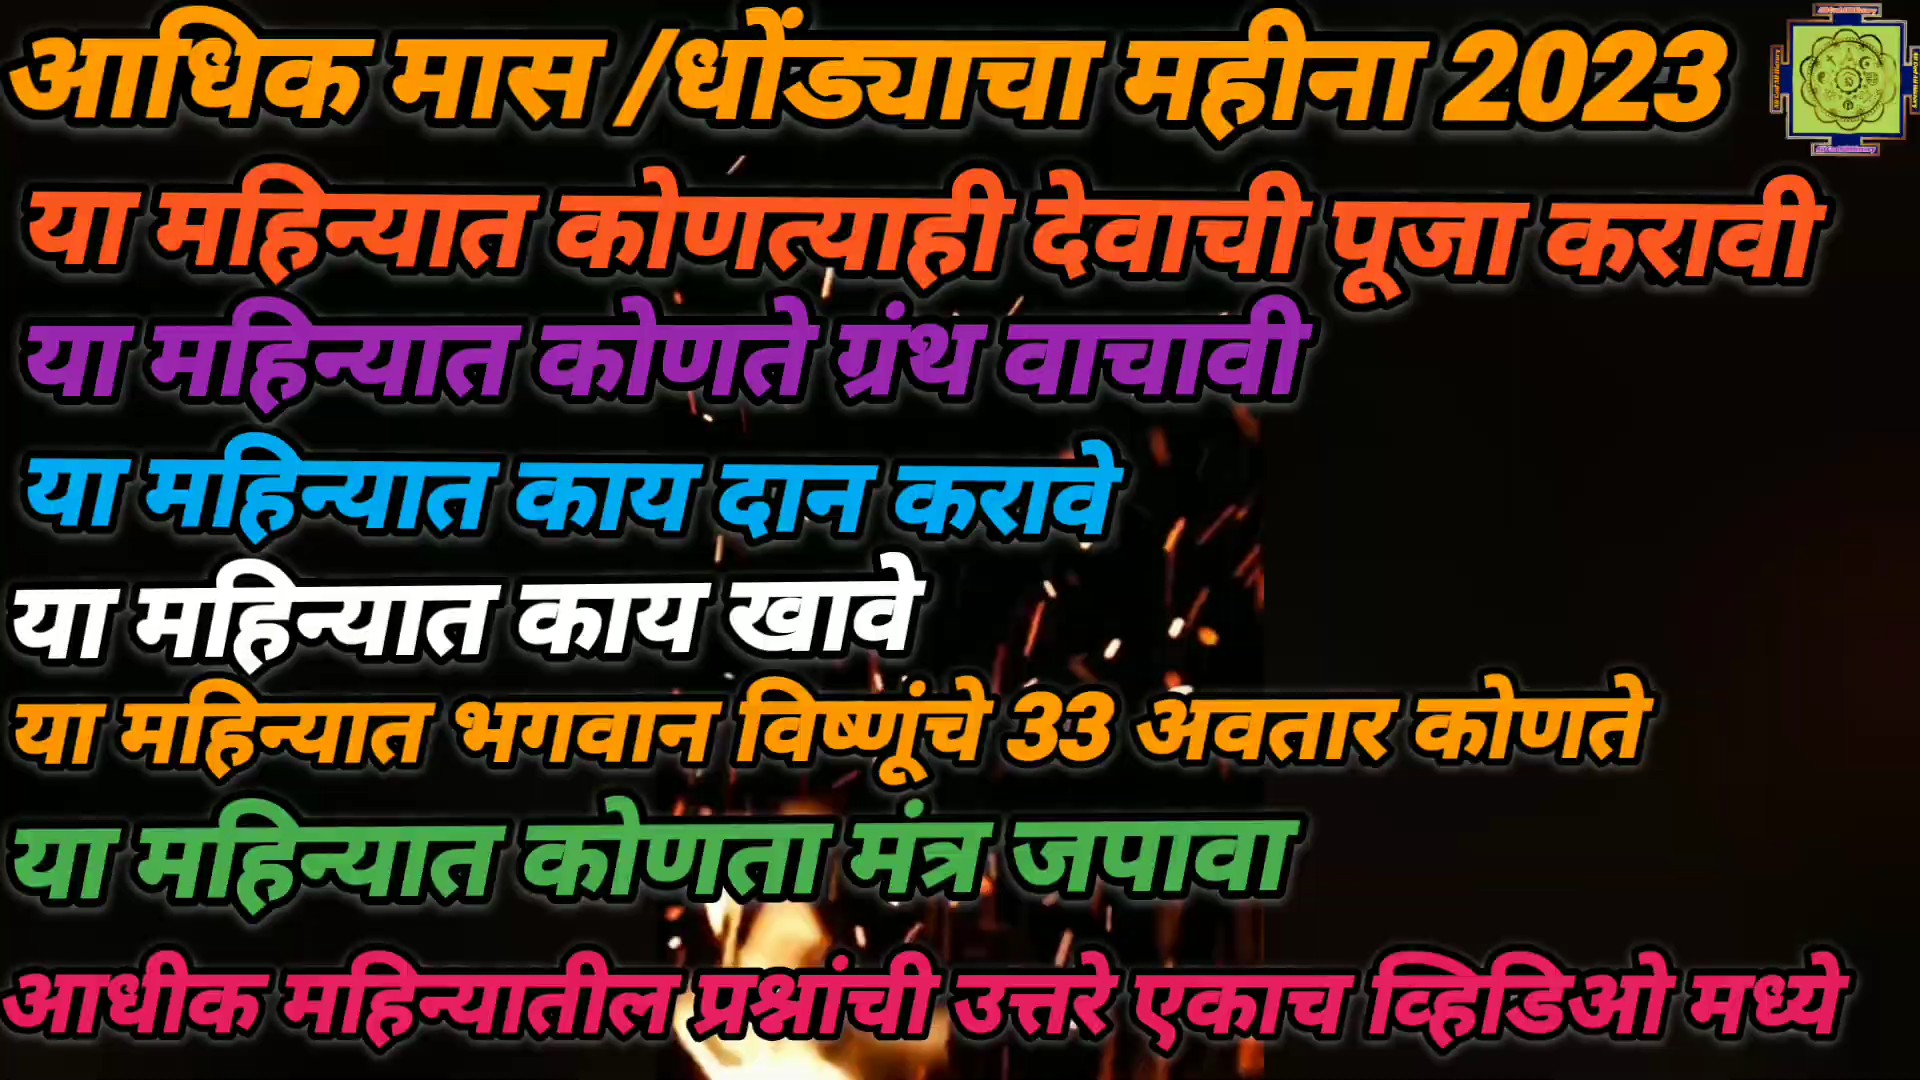 आधिक मास /धोंड्याचा महीना 2023
या महिन्यात कोणत्याही देवाची पूजा करावी
या महिन्यात कोणते ग्रंथ वाचावी
या महिन्यात काय दान करावे
या महिन्यात काय खावे
या महिन्यात भगवान विष्णूंचे 33 अवतार कोणते
या महिन्यात कोणता मंत्र जपावा
आधीक महिन्यातील प्रश्नांची उत्तरे एकाच व्हिडिओ मध्ये